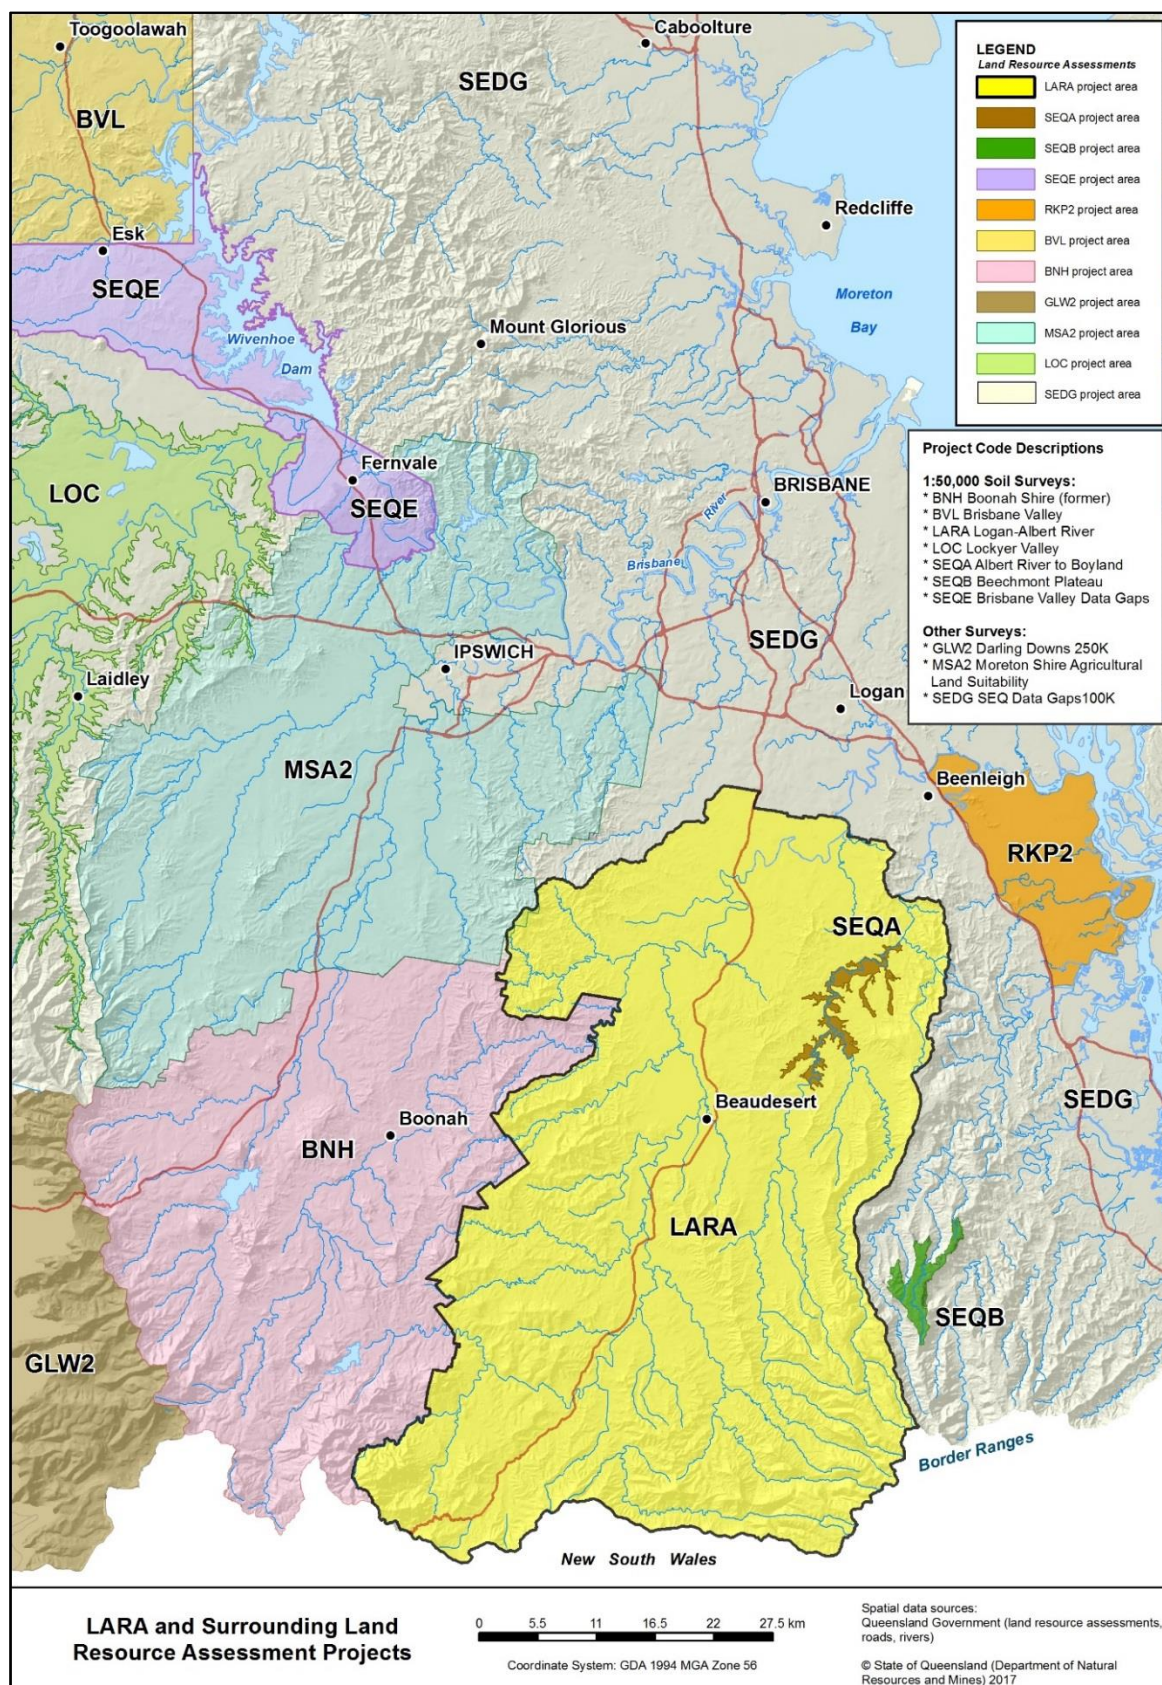 Toogoolawah
Caboolture
SEDG
BVL
Redcliffe
Esk
SEQE
Moreton
Bay
Mount Glorious
Wivenhoe
Dam
Fernvale
LOC
SEQE
BRISBANE
River
Brisbane
SEDG
IPSWICH
Laidley
Logan
MSA2
Beenleigh
RKP2
SEQA
Beaudesert
SEDG
Boonah
BNH
LARA
SEQB
GLW2
Border Ranges
New South Wales
LEGEND
Land Resource Assessments
LARA project area
SEQA project area
SEQB project area
SEQE project area
RKP2 project area
BVL project area
BNH project area
GLW2 project area
MSA2 project area
LOC project area
SEDG project area
Project Code Descriptions
1:50,000 Soil Surveys:
* BNH Boonah Shire (former)
* BVL Brisbane Valley
* LARA Logan-Albert River
* LOC Lockyer Valley
* SEQA Albert River to Boyland
* SEQB Beechmont Plateau
* SEQE Brisbane Valley Data Gaps
Other Surveys:
* GLW2 Darling Downs 250K
* MSA2 Moreton Shire Agricultural
Land Suitability
* SEDG SEQ Data Gaps100K
LARA and Surrounding Land
Resource Assessment Projects
0 5.5 11 16.5 22 27.5 km
Coordinate System: GDA 1994 MGA Zone 56
Spatial data sources:
Queensland Government (land resource assessments,
roads, rivers)
© State of Queensland (Department of Natural
Resources and Mines) 2017